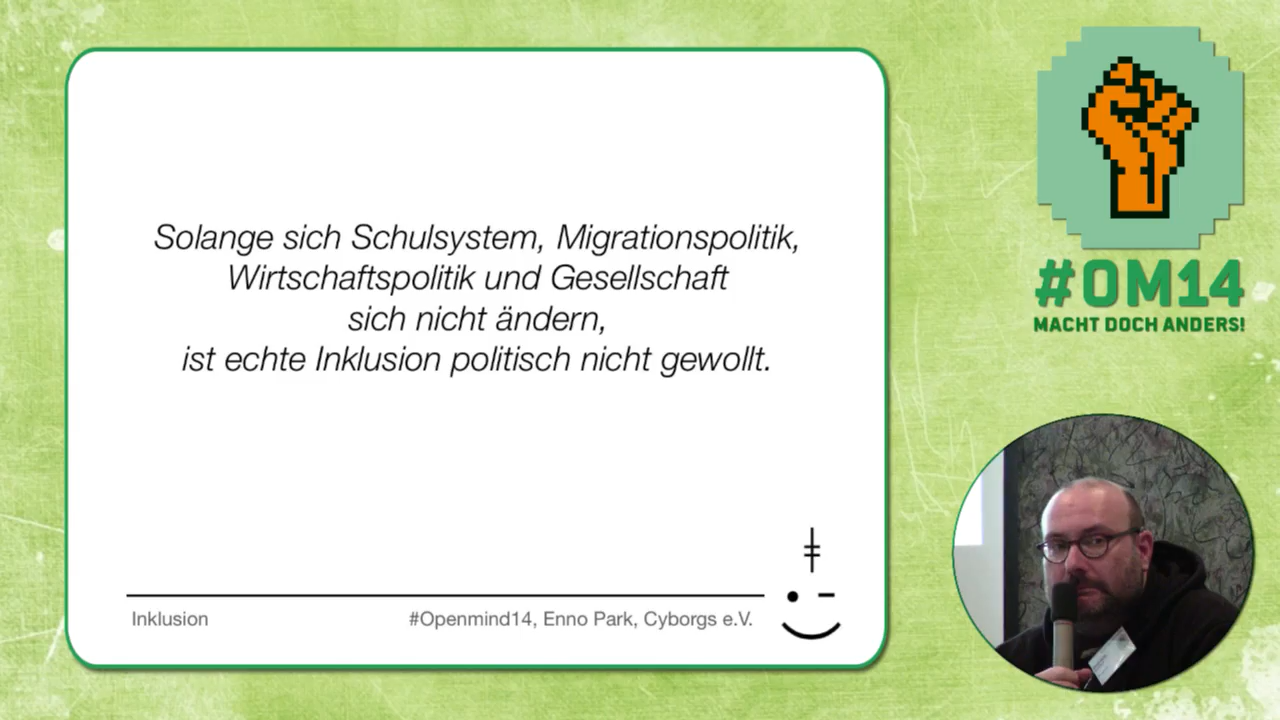 Solange sich Schulsystem, Migrationspolitik,
Wirtschaftspolitik und Gesellschaft
sich nicht ändern,
ist echte Inklusion politisch nicht gewollt.
Inklusion
#Openmind14, Enno Park, Cyborgs e.V.
#OM14
MACHT DOCH ANDERS!